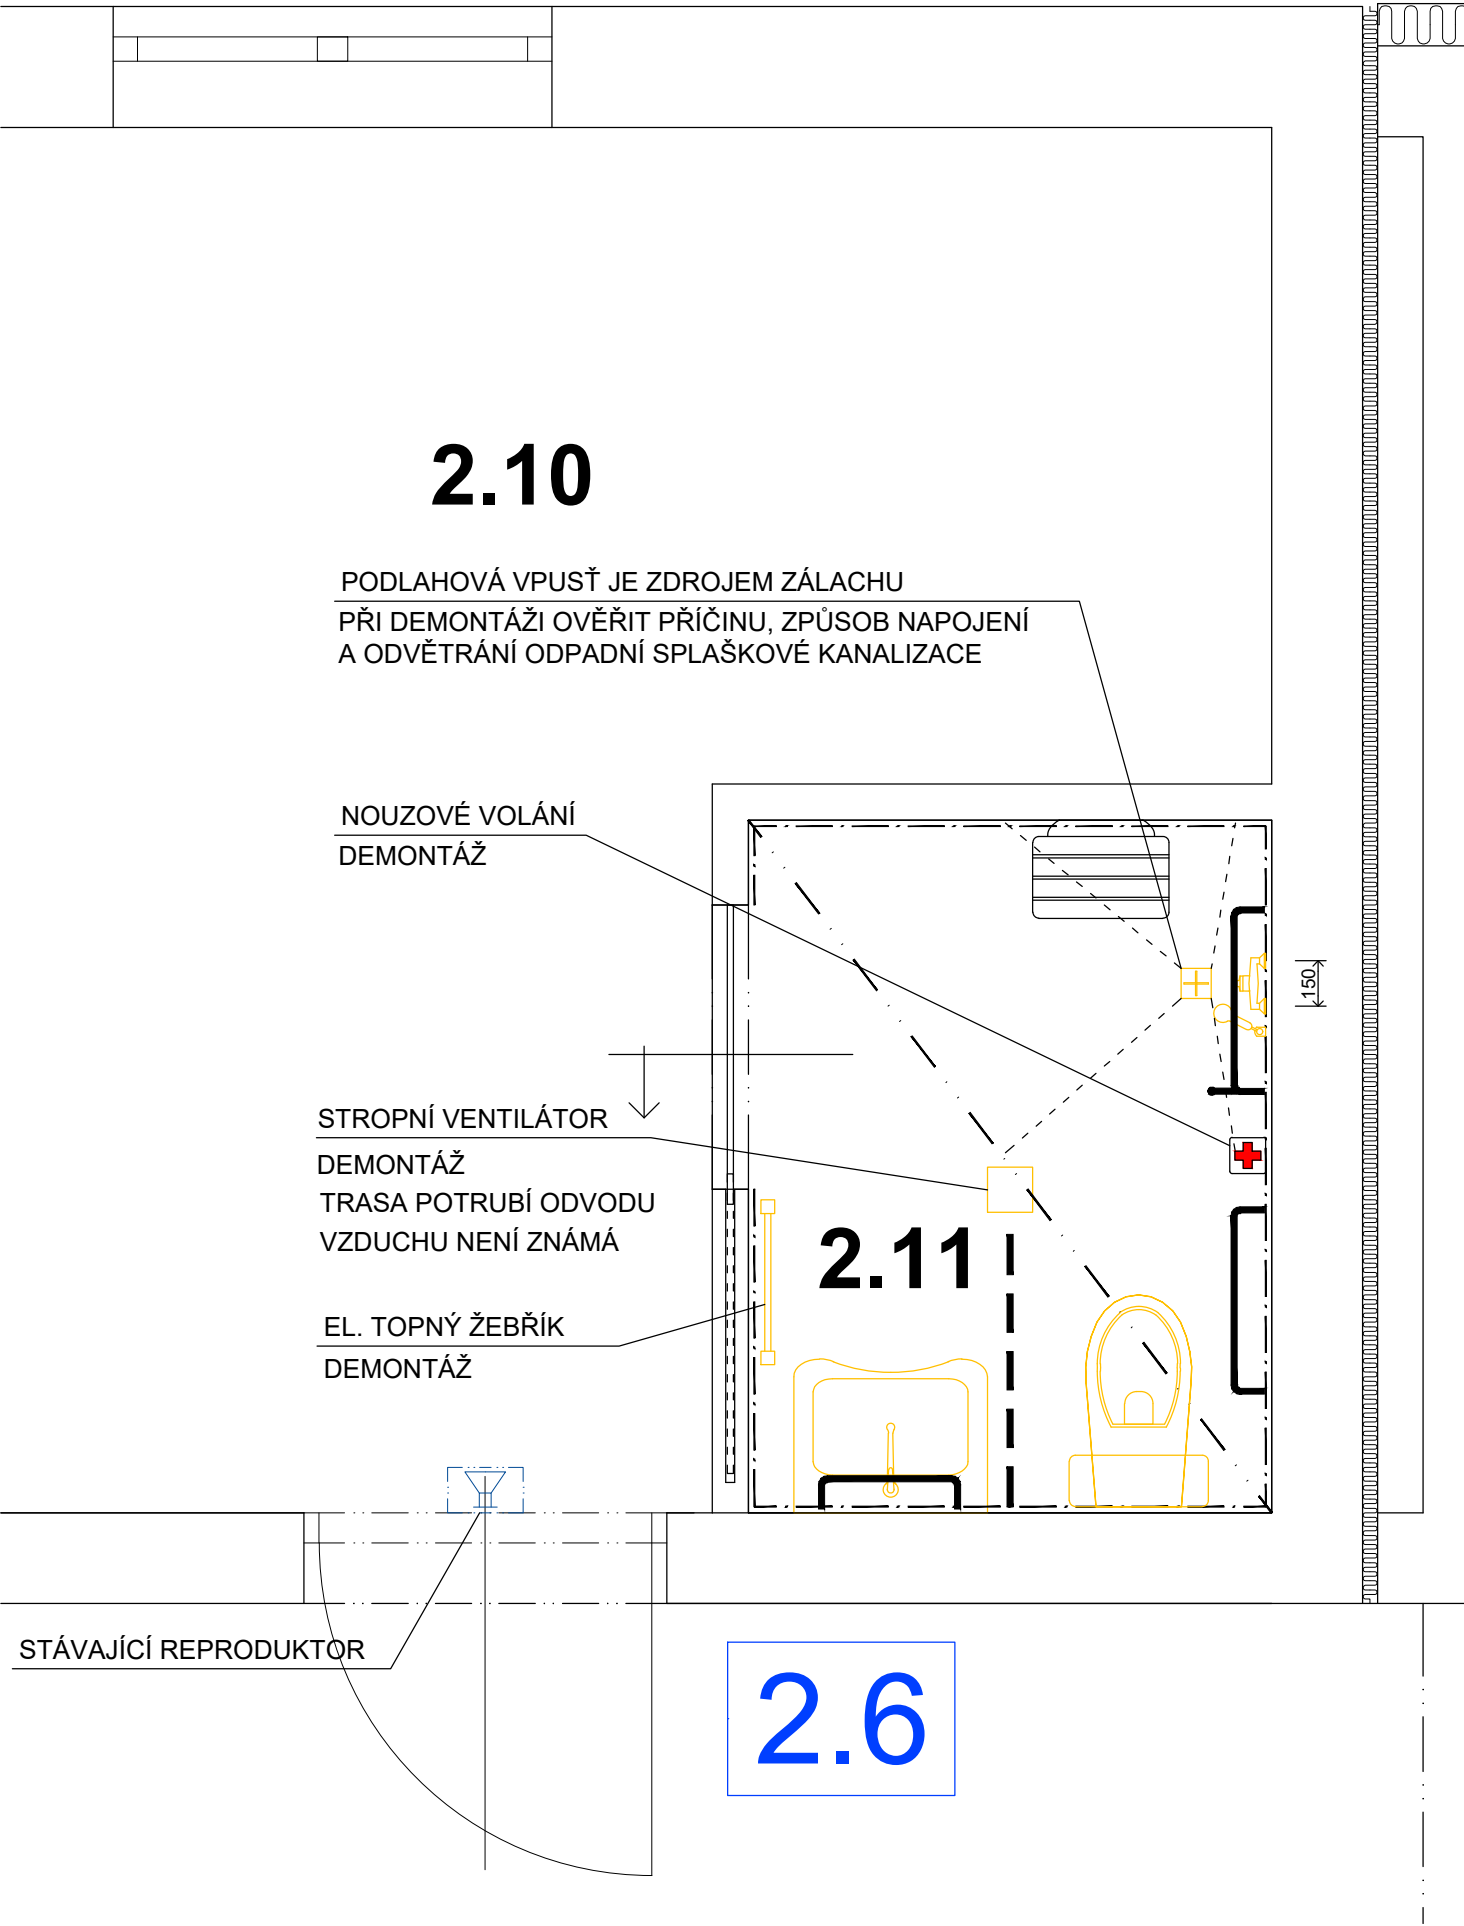 2.10
PODLAHOVÁ VPUSŤ JE ZDROJEM ZÁLACHU
PŘI DEMONTÁŽI OVĚŘIT PŘÍČINU, ZPŮSOB NAPOJENÍ
A ODVĚTRÁNÍ ODPADNÍ SPLAŠKOVÉ KANALIZACE
NOUZOVÉ VOLÁNÍ
DEMONTÁŽ
150
STROPNÍ VENTILÁTOR
DEMONTÁŽ
TRASA POTRUBÍ ODVODU
VZDUCHU NENÍ ZNÁMÁ
2.11
EL. TOPNÝ ŽEBŘÍK
DEMONTÁŽ
STÁVAJÍCÍ REPRODUKTOR
2.6